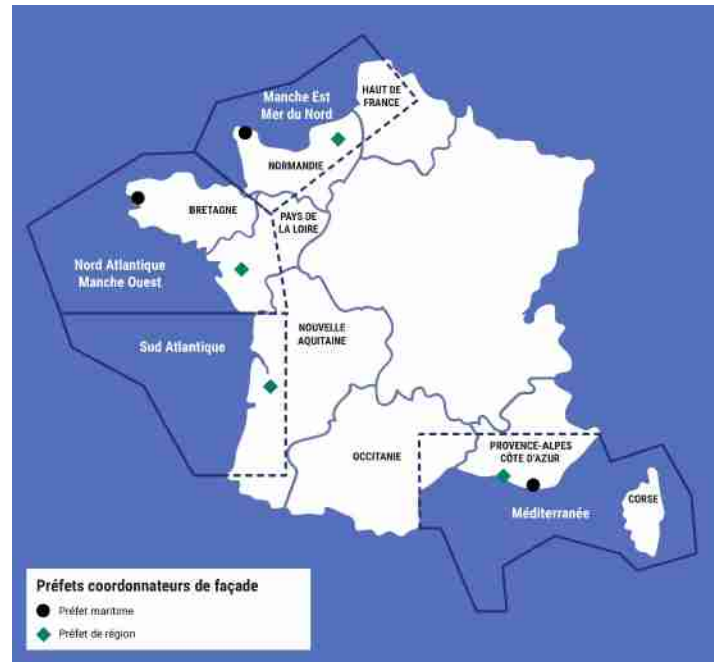 Manche Est
Mer du Nord
HAUT DE
FRANCE
NORMANDIE
BRETAGNE
PAYS DE
LA LOIRE
Nord Atlantique
Manche Ouest
Sud Atlantique
NOUVELLE
AQUITAINE
OCCITANIE
PROVENCE-ALPES
CÔTE D'AZUR
CORSE
Méditerranée
Préfets coordonnateurs de façade
Préfet maritime
Préfet de région